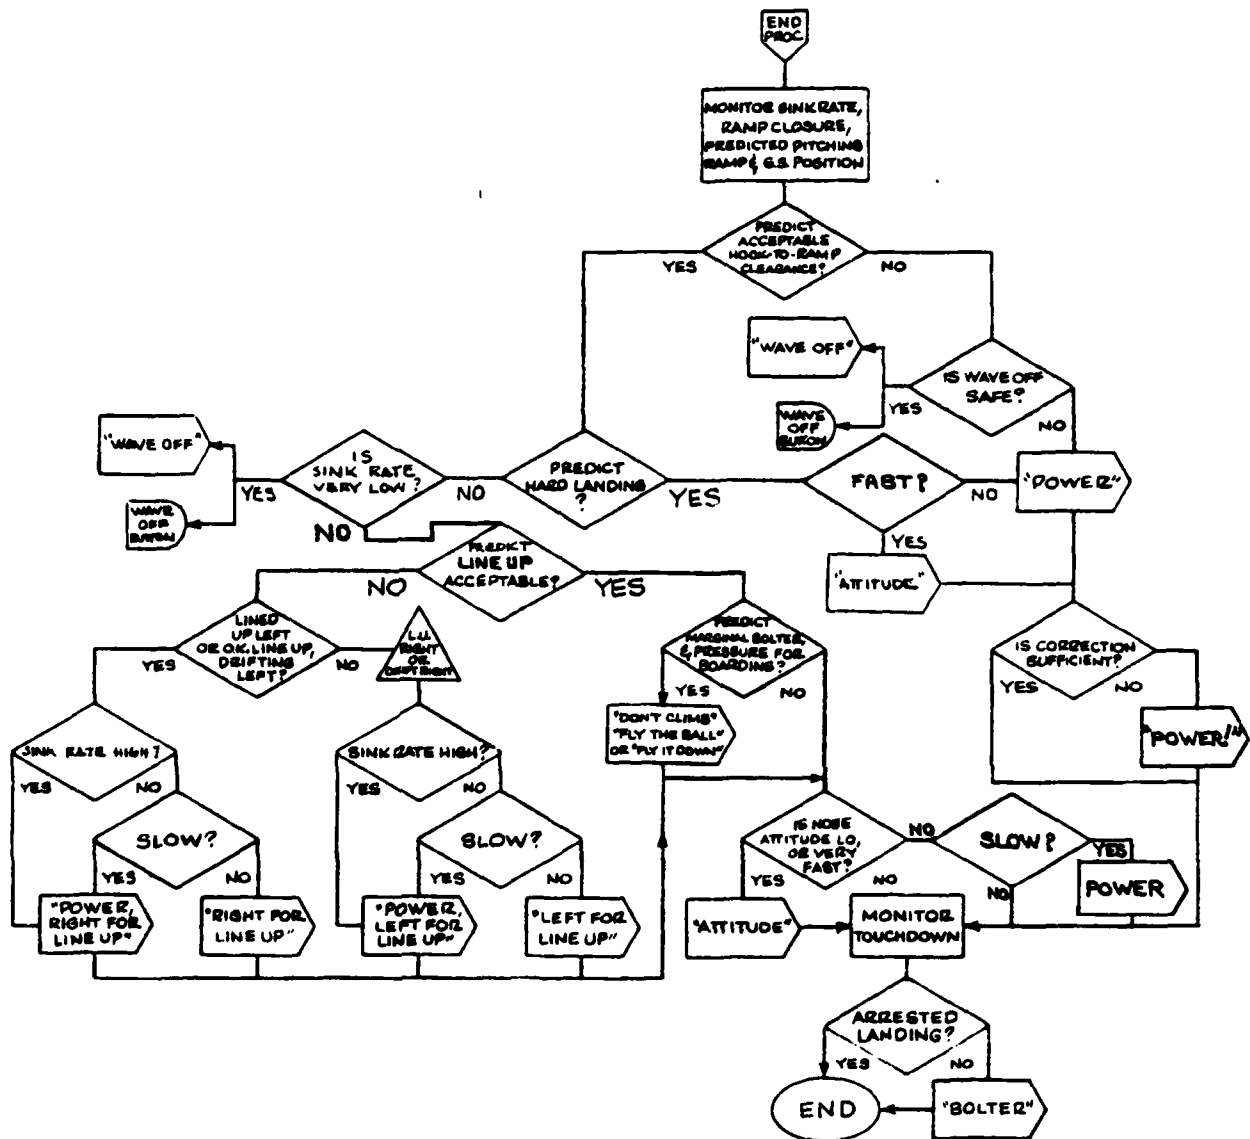 END
PROC
MONITOR SINK RATE,
RAMP CLOSURE,
PREDICTED PITCHING
RAMP & G.S. POSITION
PREDICT
ACCEPTABLE
HOOK-TO-RAMP
CLEARANCE?
YES
NO
"WAVE OFF"
IS WAVE OFF
SAFE?
YES
NO
WAVE
OFF
BUTTON
"WAVE OFF"
WAVE
OFF
BUTTON
YES
IS
SINK RATE
VERY LOW?
NO
NO
PREDICT
HARD LANDING
?
YES
FAST?
NO
YES
"POWER"
"ATTITUDE"
PREDICT
LINE UP
ACCEPTABLE?
NO
YES
LINED
UP LEFT
OR O.K. LINE UP,
DRIFTING
LEFT?
YES
NO
L.U.
RIGHT
OR
DRIFT RIGHT
PREDICT
MARGINAL BOLTER,
& PRESSURE FOR
BOARDING?
YES
NO
IS CORRECTION
SUFFICIENT?
YES
NO
"DON'T CLIMB"
"FLY THE BALL"
OR "FLY IT DOWN"
"POWER!"
SINK RATE HIGH?
YES
NO
SINK RATE HIGH?
YES
NO
SLOW?
YES
NO
SLOW?
YES
NO
IS NOSE
ATTITUDE LO,
OR VERY
FAST?
YES
NO
NO
SLOW?
YES
NO
POWER
"POWER,
RIGHT FOR
LINE UP"
"RIGHT FOR
LINE UP"
"POWER,
LEFT FOR
LINE UP"
"LEFT FOR
LINE UP"
"ATTITUDE"
MONITOR
TOUCHDOWN
ARRESTED
LANDING?
YES
NO
END
"BOLTER"